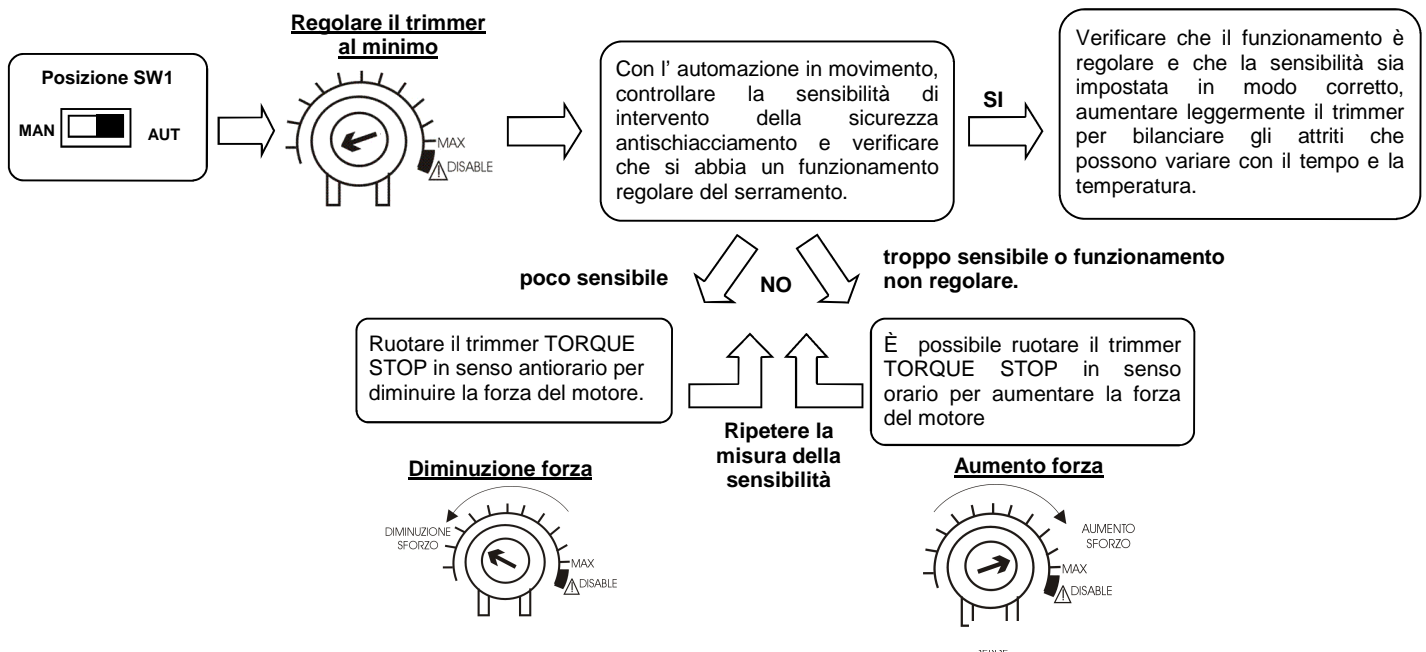 Posizione SW1
MAN
AUT
Regolare il trimmer
al minimo
MAX
DISABLE
Con l' automazione in movimento,
controllare la sensibilità di
intervento della sicurezza
antischiacciamento e verificare
che si abbia un funzionamento
regolare del serramento.
SI
Verificare che il funzionamento è
regolare e che la sensibilità sia
impostata in modo corretto,
aumentare leggermente il trimmer
per bilanciare gli attriti che
possono variare con il tempo e la
temperatura.
poco sensibile
NO
troppo sensibile o funzionamento
non regolare.
Ruotare il trimmer TORQUE
STOP in senso antiorario per
diminuire la forza del motore.
È possibile ruotare il trimmer
TORQUE STOP in senso
orario per aumentare la forza
del motore
Ripetere la
misura della
sensibilità
Diminuzione forza
DIMINUZIONE
SFORZO
MAX
DISABLE
Aumento forza
AUMENTO
SFORZO
MAX
DISABLE